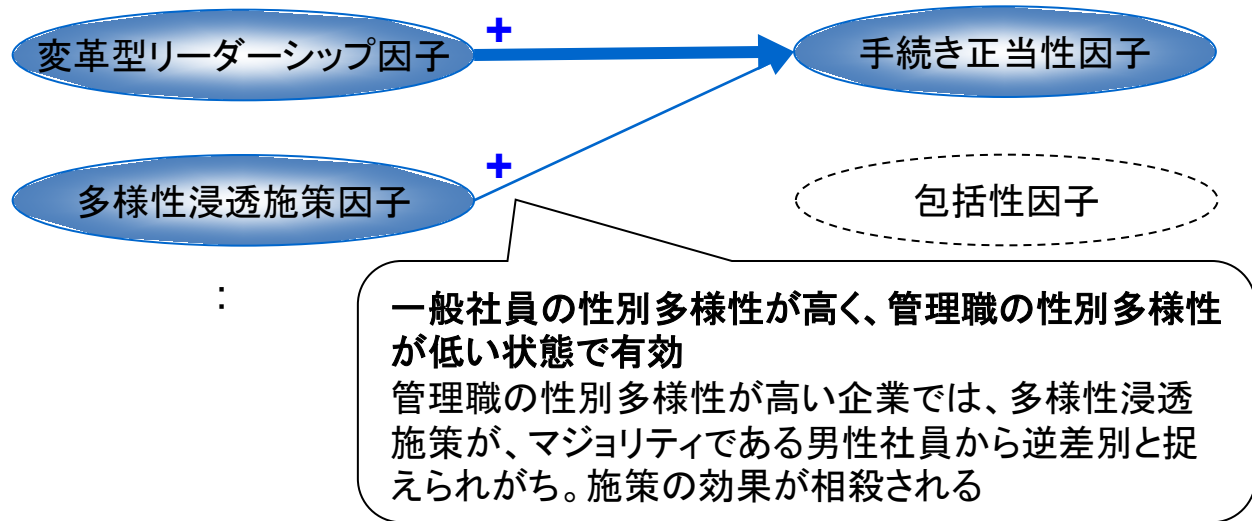 変革型リーダーシップ因子
+
手続き正当性因子
多様性浸透施策因子
+
包括性因子
:
一般社員の性別多様性が高く、管理職の性別多様性
が低い状態で有効
管理職の性別多様性が高い企業では、多様性浸透
施策が、マジョリティである男性社員から逆差別と捉
えられがち。施策の効果が相殺される